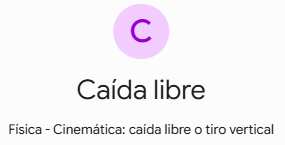 C
Caída libre
Física - Cinemática: caída libre o tiro vertical